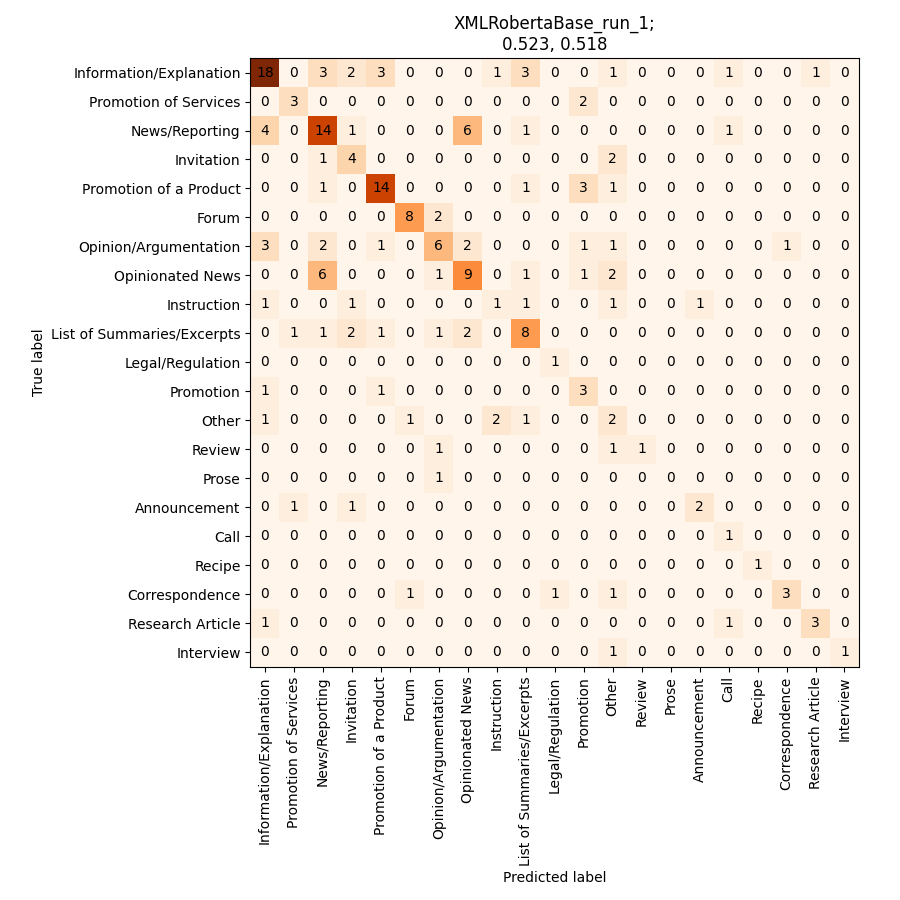 XMLRobertaBase_run_1;
0.523, 0.518
True label
Information/Explanation 18 0 3 2 3 0 0 0 1 3 0 0 1 0 0 0 1 0 0 1 0
Promotion of Services 0 3 0 0 0 0 0 0 0 0 0 2 0 0 0 0 0 0 0 0 0
News/Reporting 4 0 14 1 0 0 0 6 0 1 0 0 0 0 0 0 1 0 0 0 0
Invitation 0 0 1 4 0 0 0 0 0 0 0 0 2 0 0 0 0 0 0 0 0
Promotion of a Product 0 0 1 0 14 0 0 0 0 1 0 3 1 0 0 0 0 0 0 0 0
Forum 0 0 0 0 0 8 2 0 0 0 0 0 0 0 0 0 0 0 0 0 0
Opinion/Argumentation 3 0 2 0 1 0 6 2 0 0 0 1 1 0 0 0 0 0 1 0 0
Opinionated News 0 0 6 0 0 0 1 9 0 1 0 1 2 0 0 0 0 0 0 0 0
Instruction 1 0 0 1 0 0 0 0 1 1 0 0 1 0 0 1 0 0 0 0 0
List of Summaries/Excerpts 0 1 1 2 1 0 1 2 0 8 0 0 0 0 0 0 0 0 0 0 0
Legal/Regulation 0 0 0 0 0 0 0 0 0 0 1 0 0 0 0 0 0 0 0 0 0
Promotion 1 0 0 0 1 0 0 0 0 0 0 3 0 0 0 0 0 0 0 0 0
Other 1 0 0 0 0 1 0 0 2 1 0 0 2 0 0 0 0 0 0 0 0
Review 0 0 0 0 0 0 1 0 0 0 0 0 1 1 0 0 0 0 0 0 0
Prose 0 0 0 0 0 0 1 0 0 0 0 0 0 0 0 0 0 0 0 0 0
Announcement 0 1 0 1 0 0 0 0 0 0 0 0 0 0 0 2 0 0 0 0 0
Call 0 0 0 0 0 0 0 0 0 0 0 0 0 0 0 0 1 0 0 0 0
Recipe 0 0 0 0 0 0 0 0 0 0 0 0 0 0 0 0 0 1 0 0 0
Correspondence 0 0 0 0 0 1 0 0 0 0 1 0 1 0 0 0 0 0 3 0 0
Research Article 1 0 0 0 0 0 0 0 0 0 0 0 0 0 0 0 1 0 0 3 0
Interview 0 0 0 0 0 0 0 0 0 0 0 0 1 0 0 0 0 0 0 0 1
Information/Explanation
Promotion of Services
News/Reporting
Invitation
Promotion of a Product
Forum
Opinion/Argumentation
Opinionated News
Instruction
List of Summaries/Excerpts
Legal/Regulation
Promotion
Other
Review
Prose
Announcement
Call
Recipe
Correspondence
Research Article
Interview
Predicted label